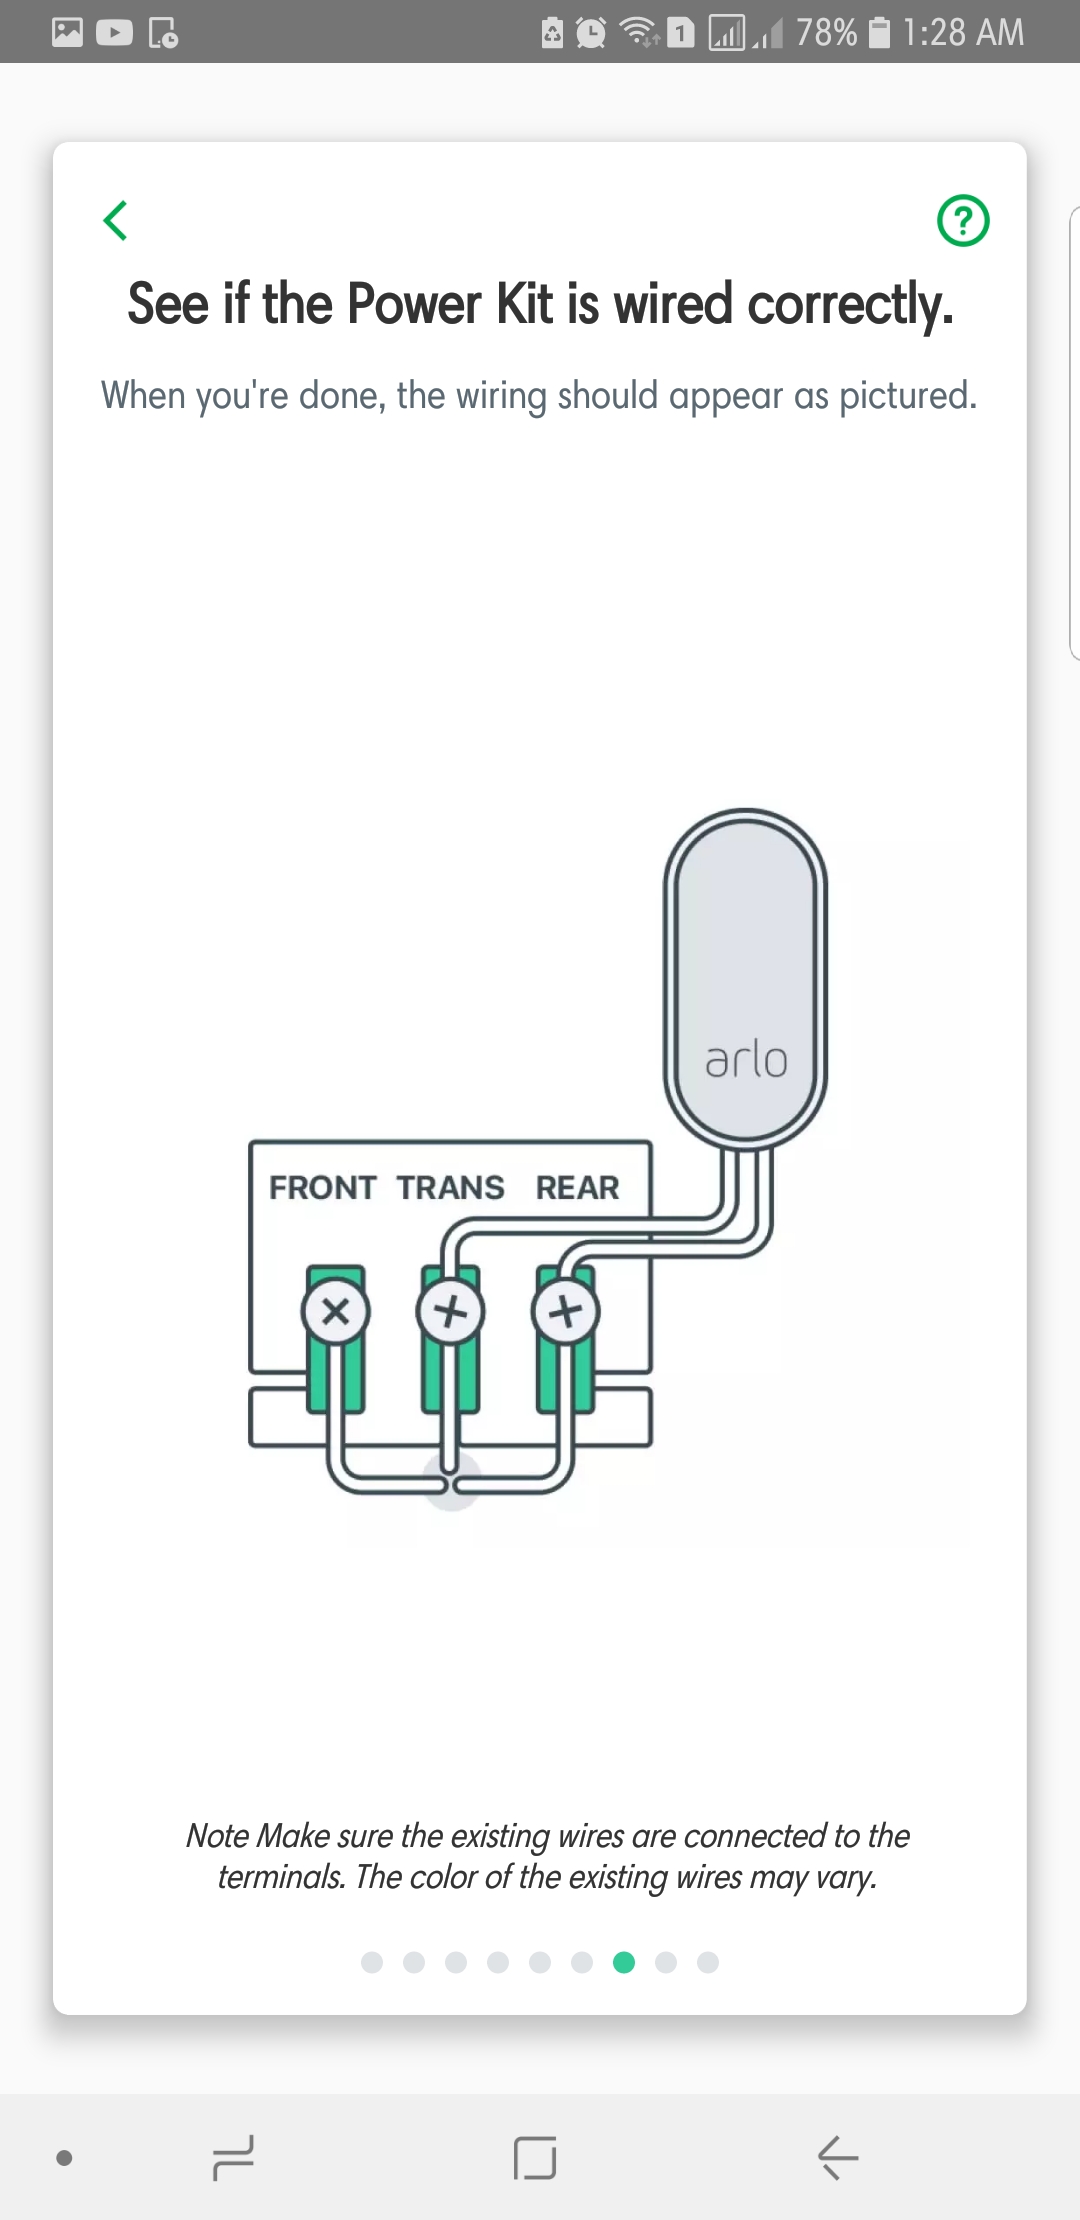 78% 1:28 AM
See if the Power Kit is wired correctly.
When you're done, the wiring should appear as pictured.
arlo
FRONT TRANS REAR
Note Make sure the existing wires are connected to the
terminals. The color of the existing wires may vary.